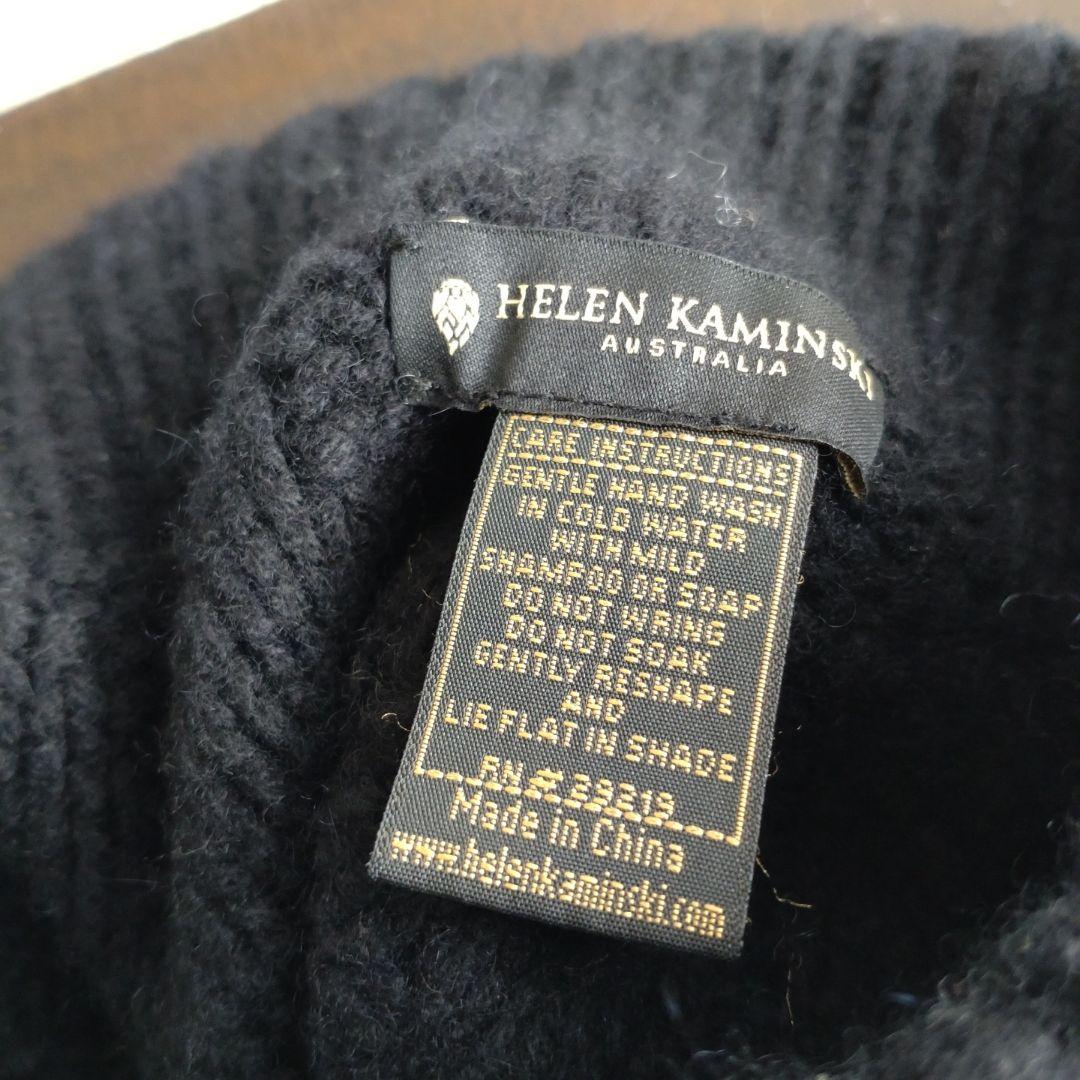 HELEN KAMINSKI
AUSTRALIA
CARE INSTRUCTIONS
GENTLE HAND WASH
IN COLD WATER
WITH MILD
SHAMPOO OR SOAP
DO NOT WRING
DO NOT SOAK
GENTLY RESHAPE
AND
LIE FLAT IN SHADE
RN
Made in China
www.helenkaminski.com